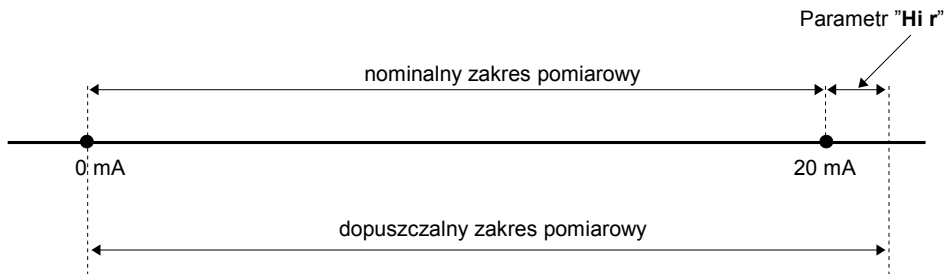 Parametr ”Hi r”
nominalny zakres pomiarowy
0 mA
20 mA
dopuszczalny zakres pomiarowy